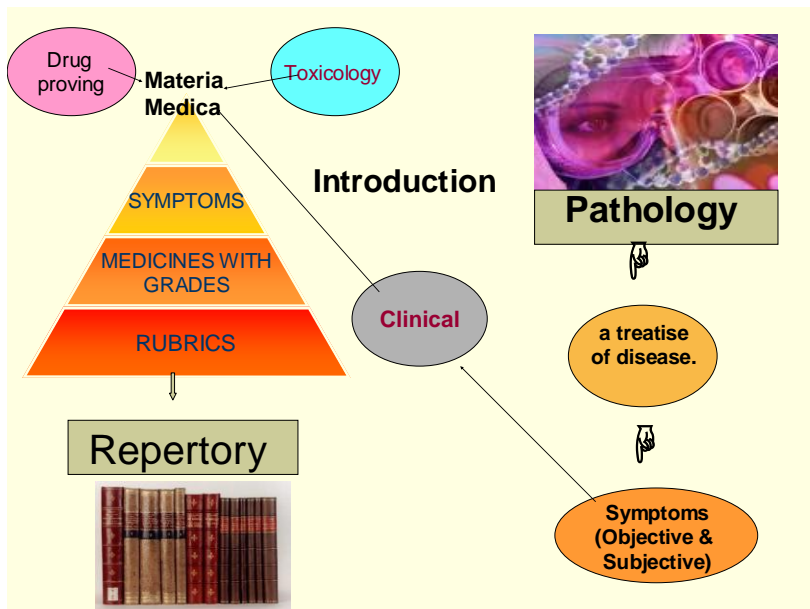 Drug
proving
Toxicology
Materia
Medica
SYMPTOMS
MEDICINES WITH
GRADES
RUBRICS
Repertory
Introduction
Clinical
Pathology
a treatise
of disease.
Symptoms
(Objective &
Subjective)